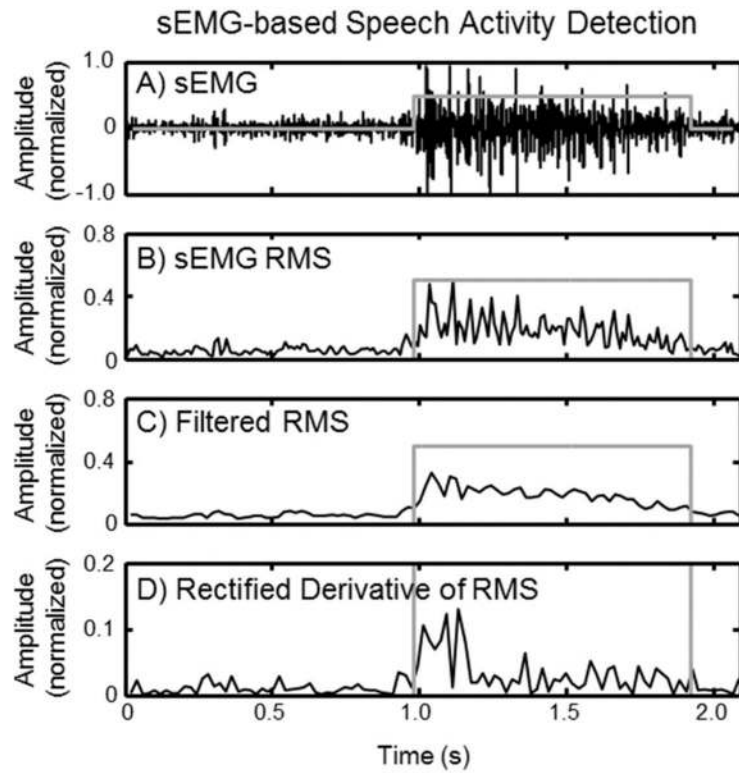 sEMG-based Speech Activity Detection
Amplitude
(normalized)
1.0
0
-1.0
A) sEMG
Amplitude
(normalized)
0.8
0.4
0
B) sEMG RMS
Amplitude
(normalized)
0.8
0.4
0
C) Filtered RMS
Amplitude
(normalized)
0.2
0.1
0
D) Rectified Derivative of RMS
0 0.5 1.0 1.5 2.0
Time (s)